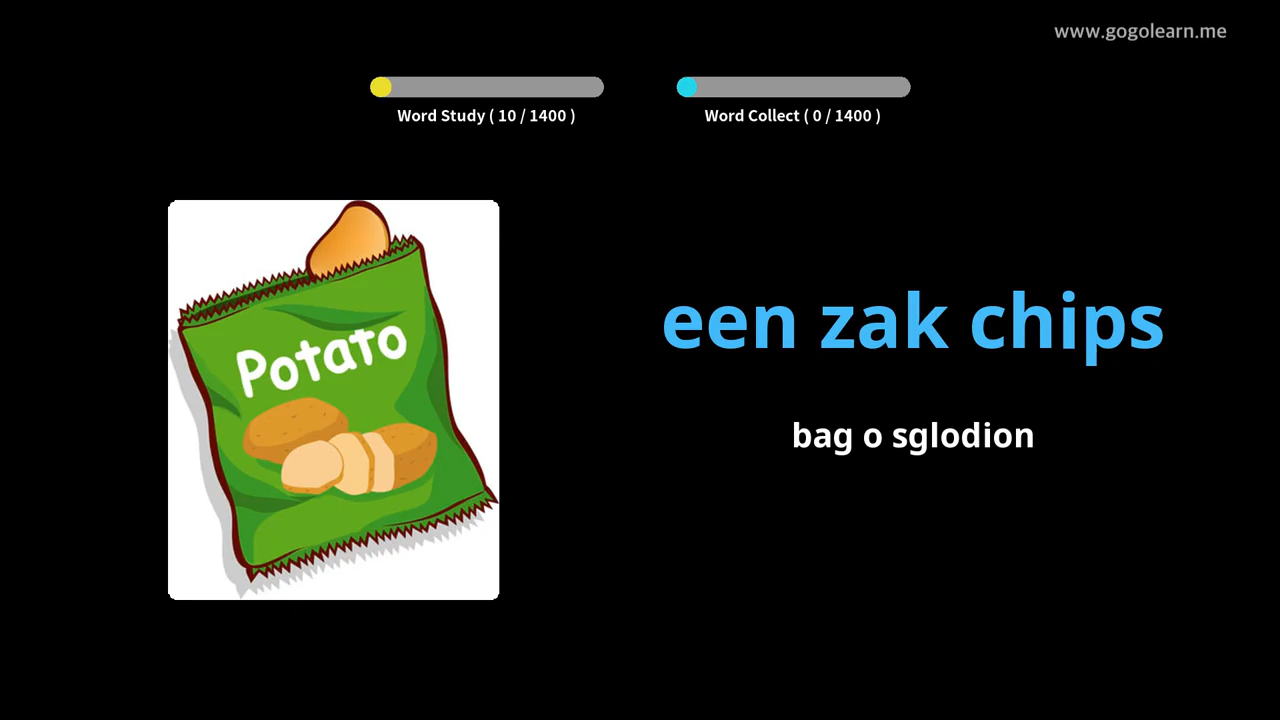 www.gogolearn.me
Word Study ( 10 / 1400 )
Word Collect ( 0 / 1400 )
Potato
een zak chips
bag o sglodion